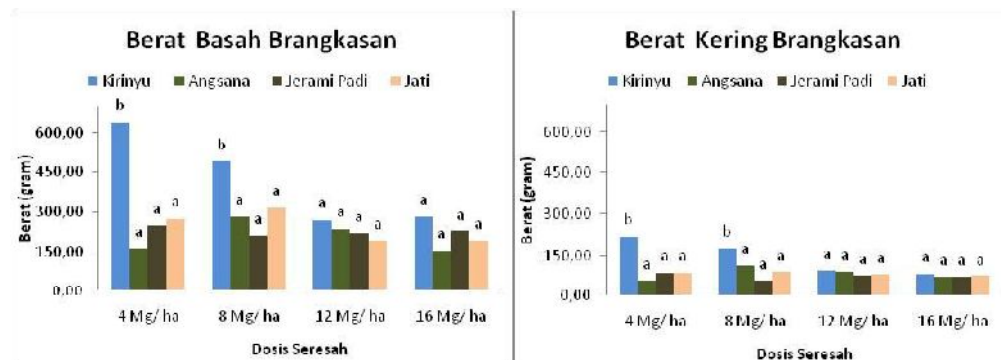 Berat Basah Brangkasan
Kirinyu Angsana Jerami Padi Jati
Berat (gram)
600,00
450,00
300,00
150,00
0,00
b a a a
b a a a
a a a a
a a a a
4 Mg/ ha 8 Mg/ ha 12 Mg/ ha 16 Mg/ ha
Dosis Seresah
Berat Kering Brangkasan
Kirinyu Angsana Jerami Padi Jati
Berat (gram)
600,00
450,00
300,00
150,00
0,00
b a a a
b a a a
a a a a
a a a a
4 Mg/ ha 8 Mg/ ha 12 Mg/ ha 16 Mg/ ha
Dosis Seresah